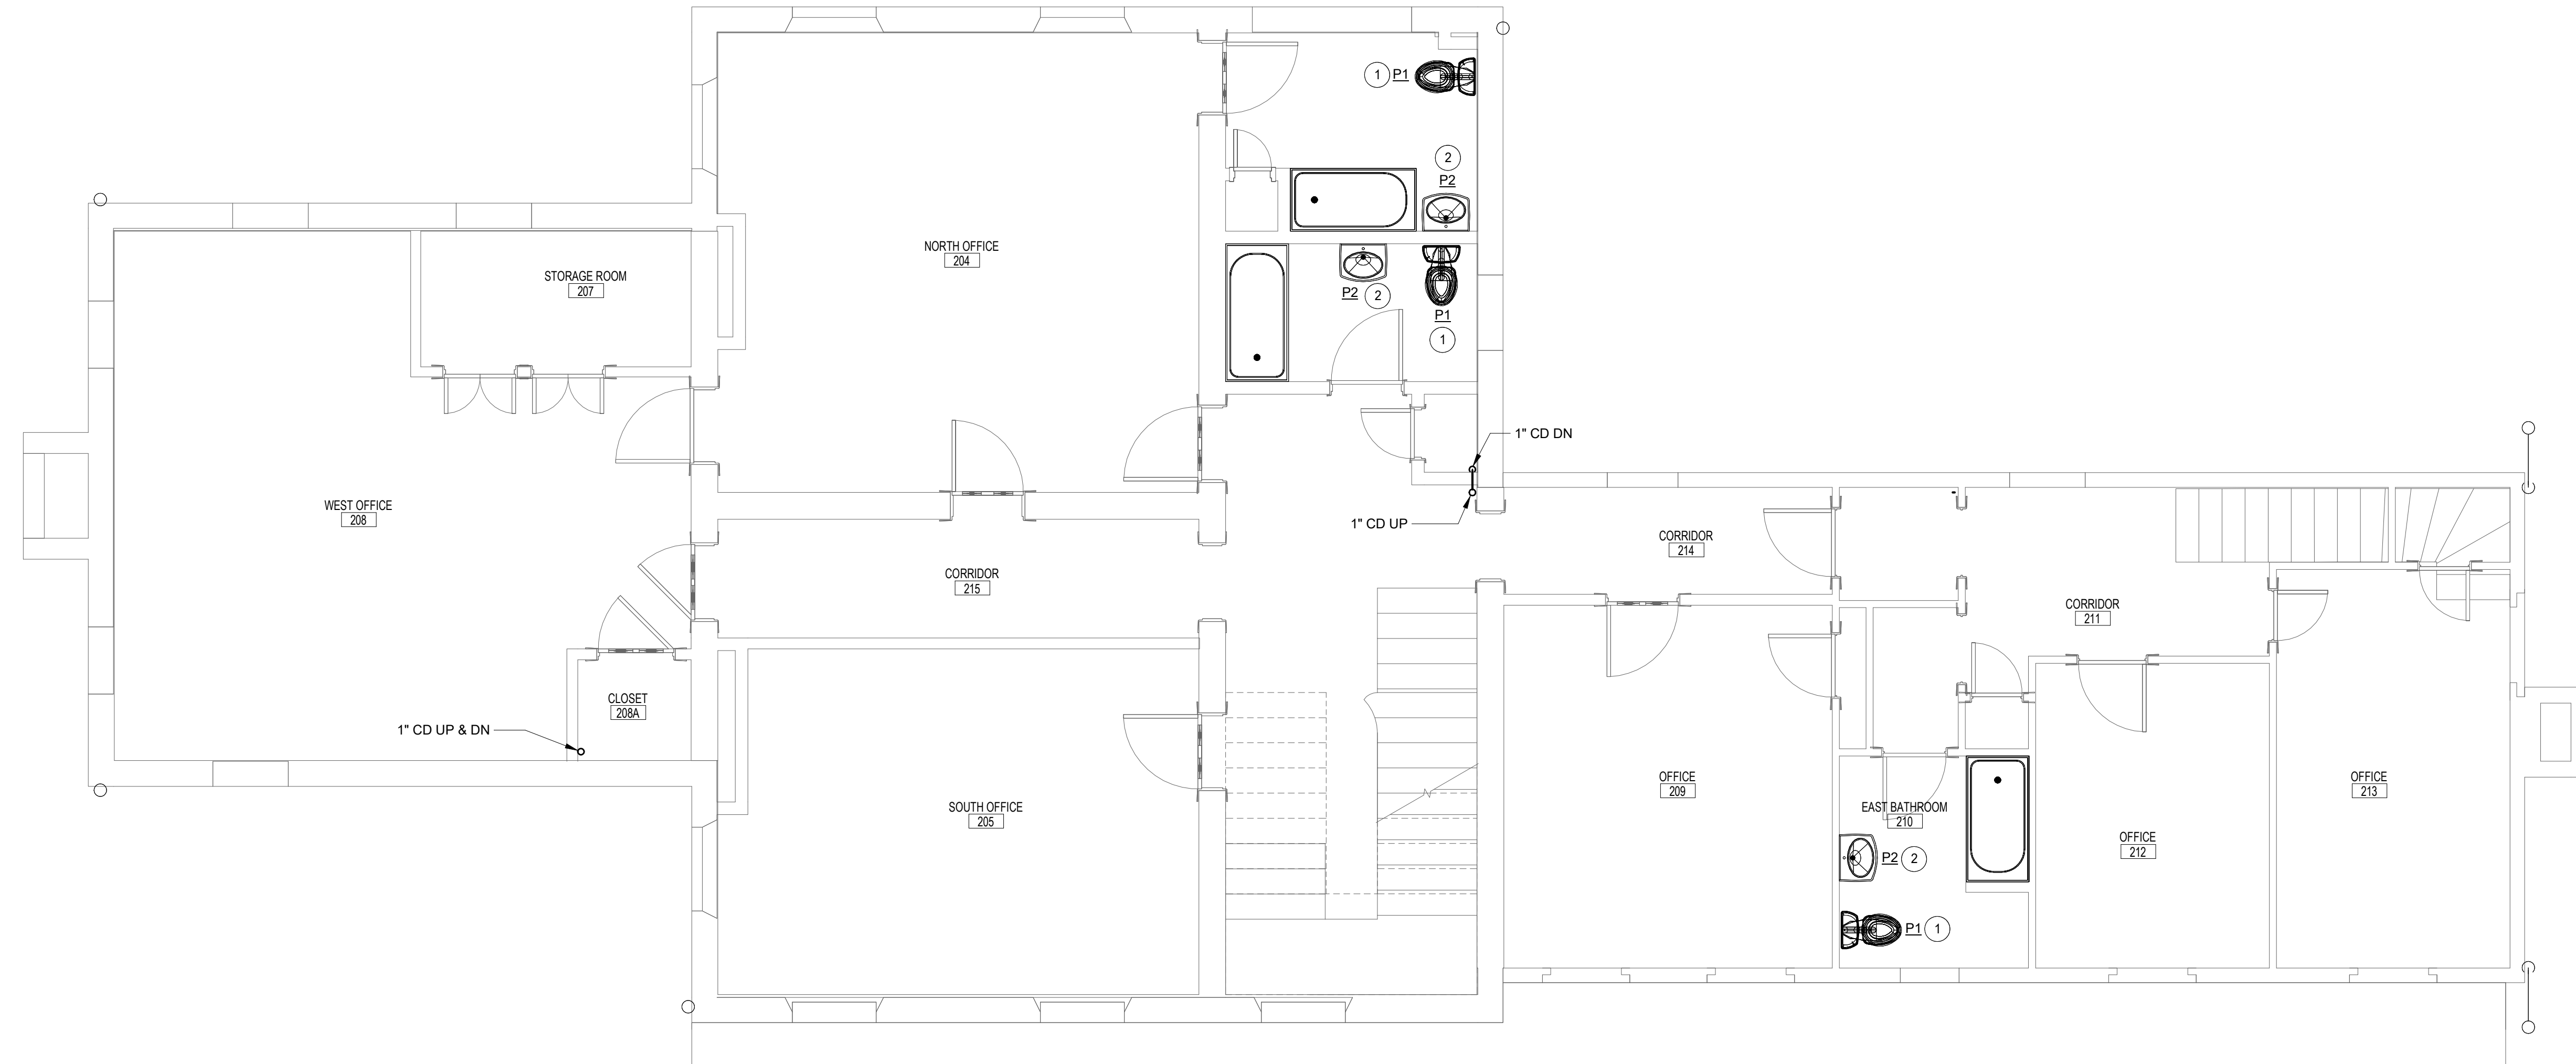 1 P1
2
P2
NORTH OFFICE
204
STORAGE ROOM
207
P2 2
P1
1
1" CD DN
WEST OFFICE
208
1" CD UP
CORRIDOR
214
CORRIDOR
215
CORRIDOR
211
CLOSET
208A
1" CD UP & DN
OFFICE
209
OFFICE
213
SOUTH OFFICE
205
EAST BATHROOM
210
OFFICE
212
P2 2
P1 1